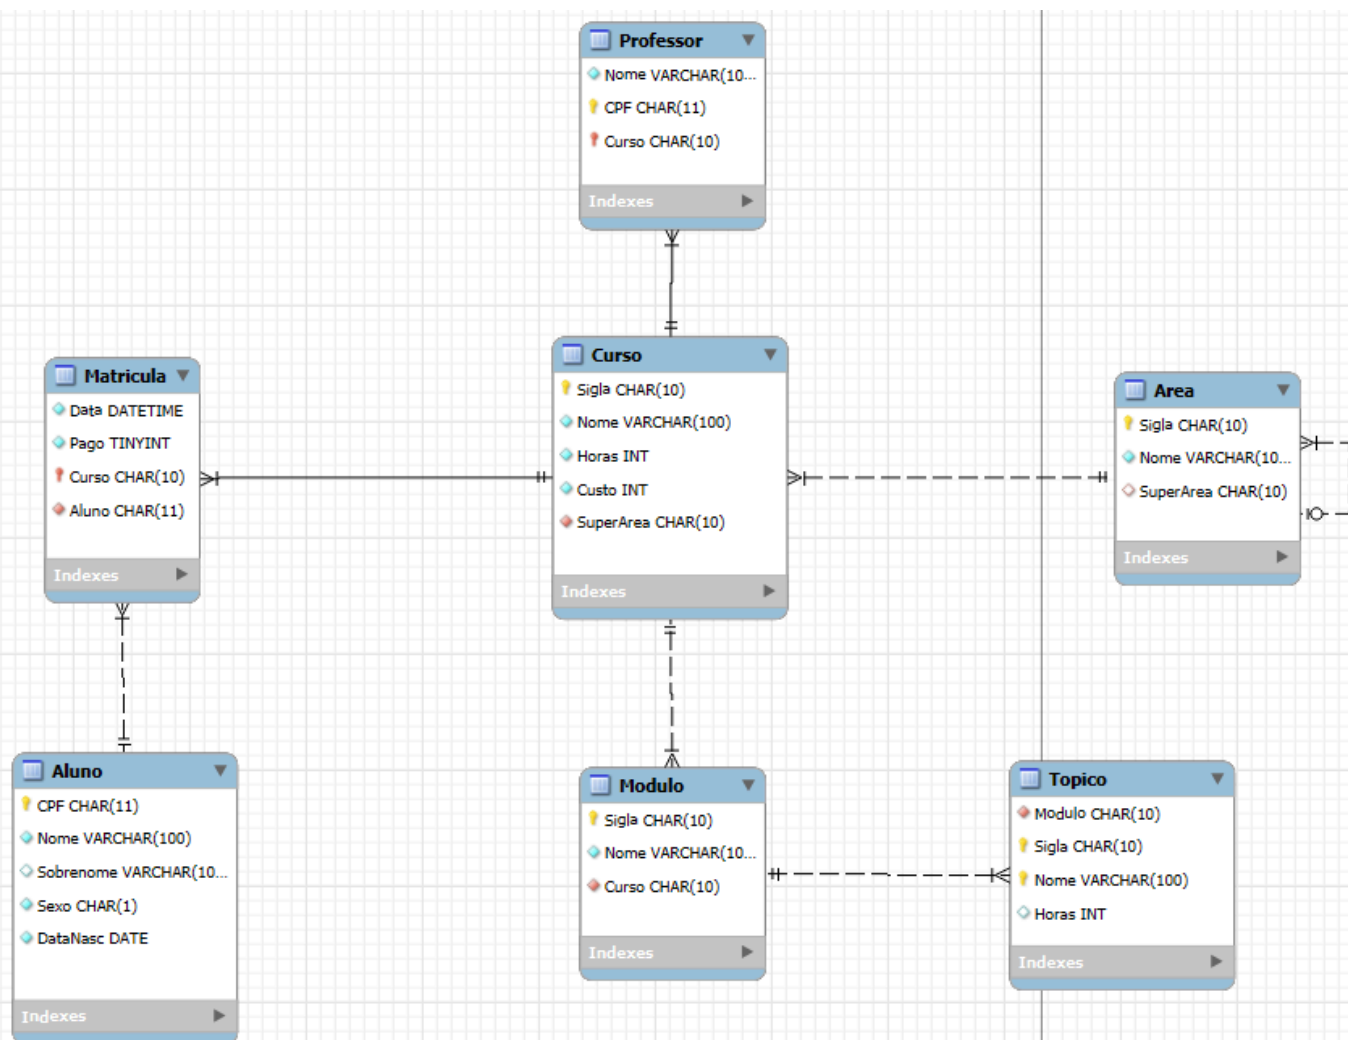 Professor
Nome VARCHAR(10...
CPF CHAR(11)
Curso CHAR(10)
Indexes
Curso
Sigla CHAR(10)
Nome VARCHAR(100)
Horas INT
Custo INT
SuperArea CHAR(10)
Indexes
Matricula
Data DATETIME
Pago TINYINT
Curso CHAR(10)
Aluno CHAR(11)
Indexes
Area
Sigla CHAR(10)
Nome VARCHAR(10...
SuperArea CHAR(10)
Indexes
Aluno
CPF CHAR(11)
Nome VARCHAR(100)
Sobrenome VARCHAR(10...
Sexo CHAR(1)
DataNasc DATE
Indexes
Modulo
Sigla CHAR(10)
Nome VARCHAR(10...
Curso CHAR(10)
Indexes
Topico
Modulo CHAR(10)
Sigla CHAR(10)
Nome VARCHAR(100)
Horas INT
Indexes